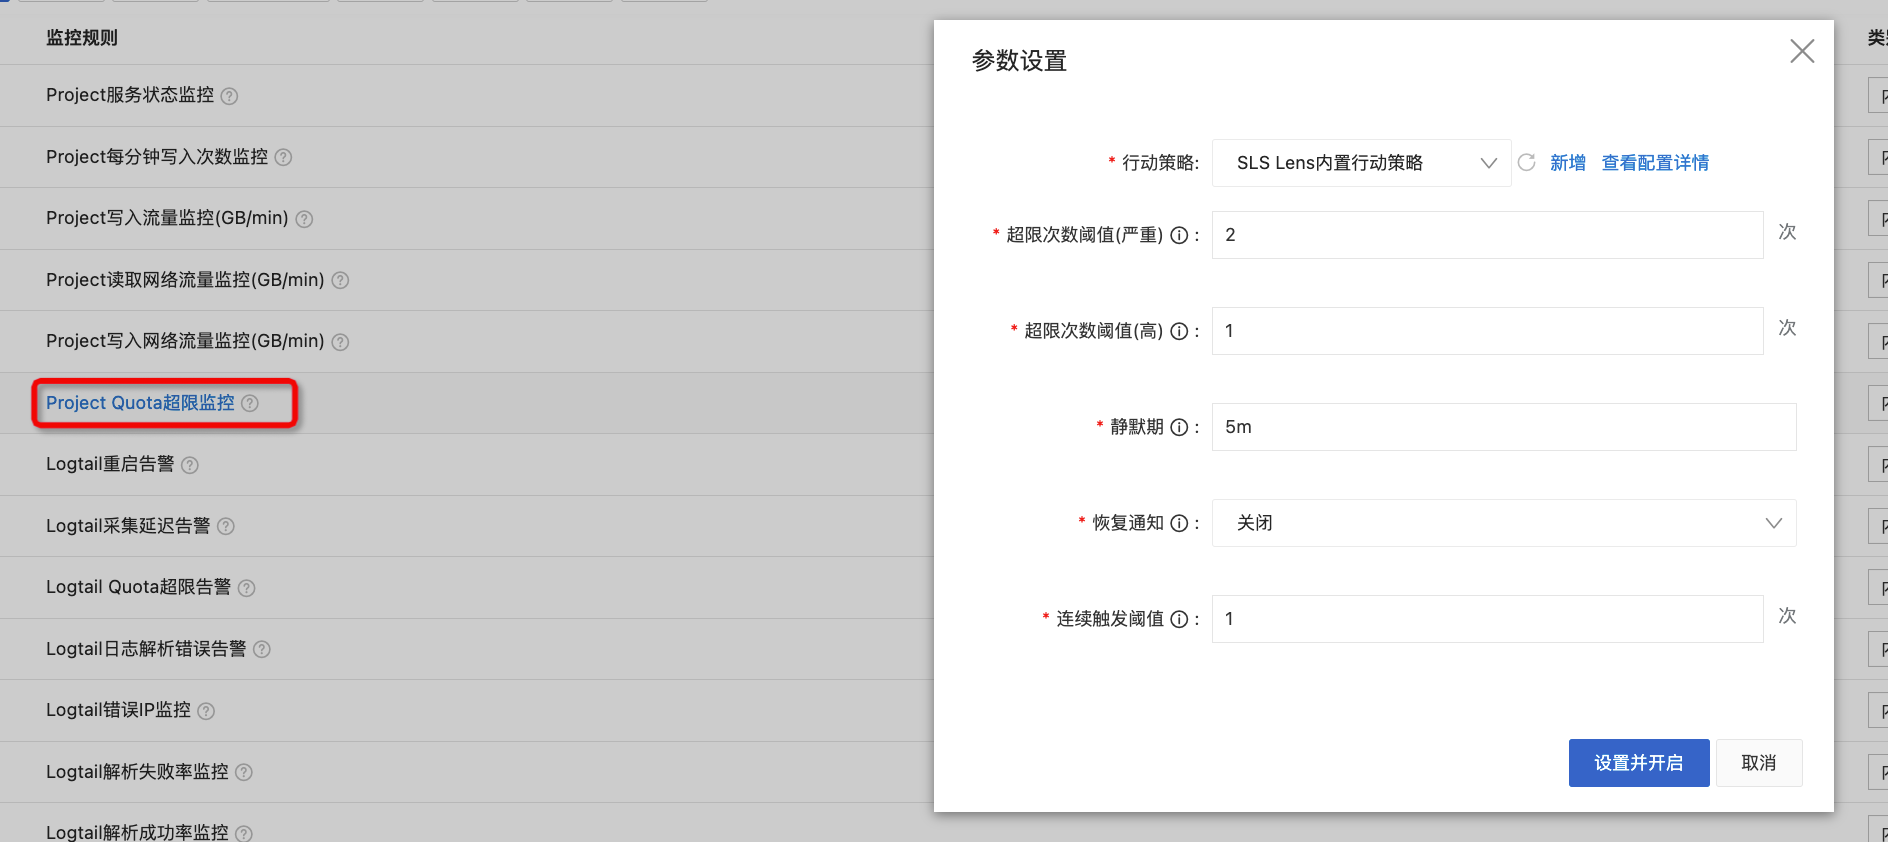 监控规则
Project服务状态监控
Project每分钟写入次数监控
Project写入流量监控(GB/min)
Project读取网络流量监控(GB/min)
Project写入网络流量监控(GB/min)
Project Quota超限监控
Logtail重启告警
Logtail采集延迟告警
Logtail Quota超限告警
Logtail日志解析错误告警
Logtail错误IP监控
Logtail解析失败率监控
Logtail解析成功率监控
参数设置
* 行动策略: SLS Lens内置行动策略 新增 查看配置详情
* 超限次数阈值(严重) : 2 次
* 超限次数阈值(高) : 1 次
* 静默期 : 5m
* 恢复通知 : 关闭
* 连续触发阈值 : 1 次
设置并开启 取消